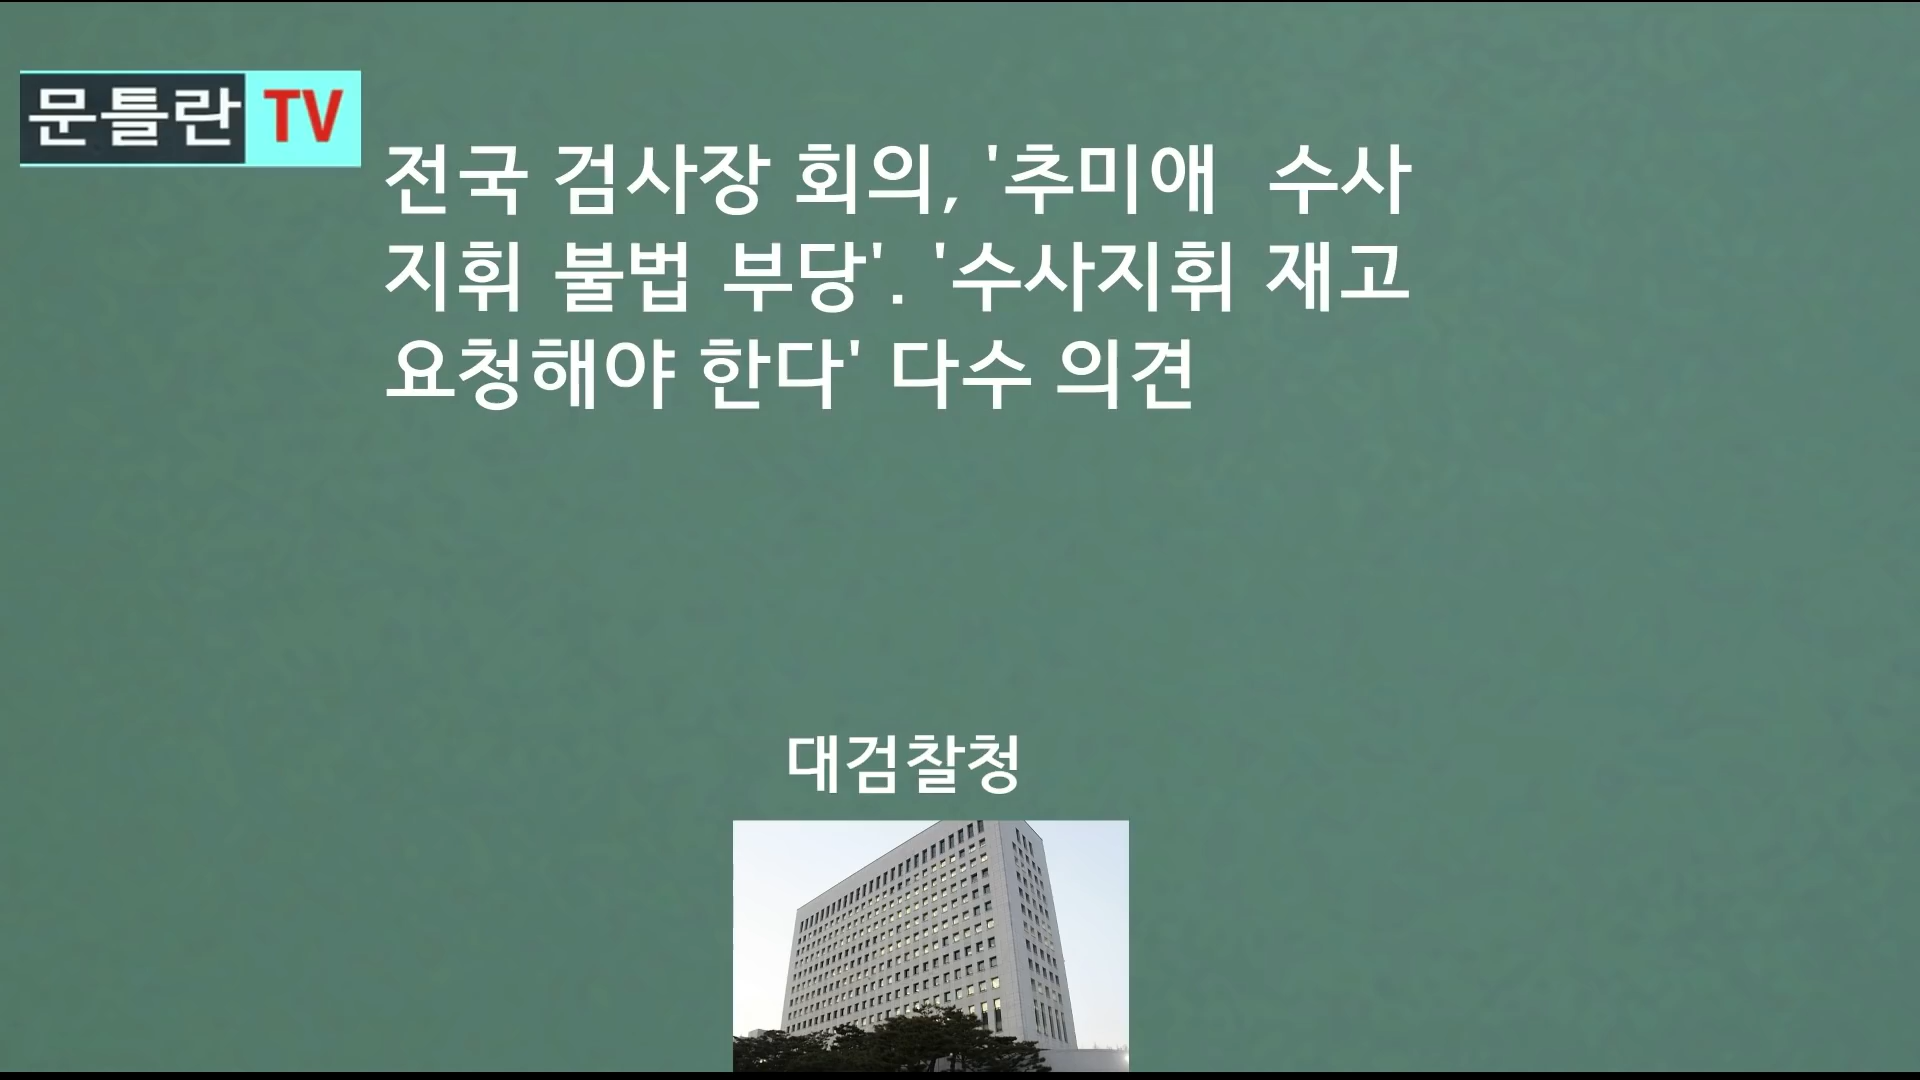 문틀란 TV
전국 검사장 회의, '추미애 수사
지휘 불법 부당'. '수사지휘 재고
요청해야 한다' 다수 의견
대검찰청